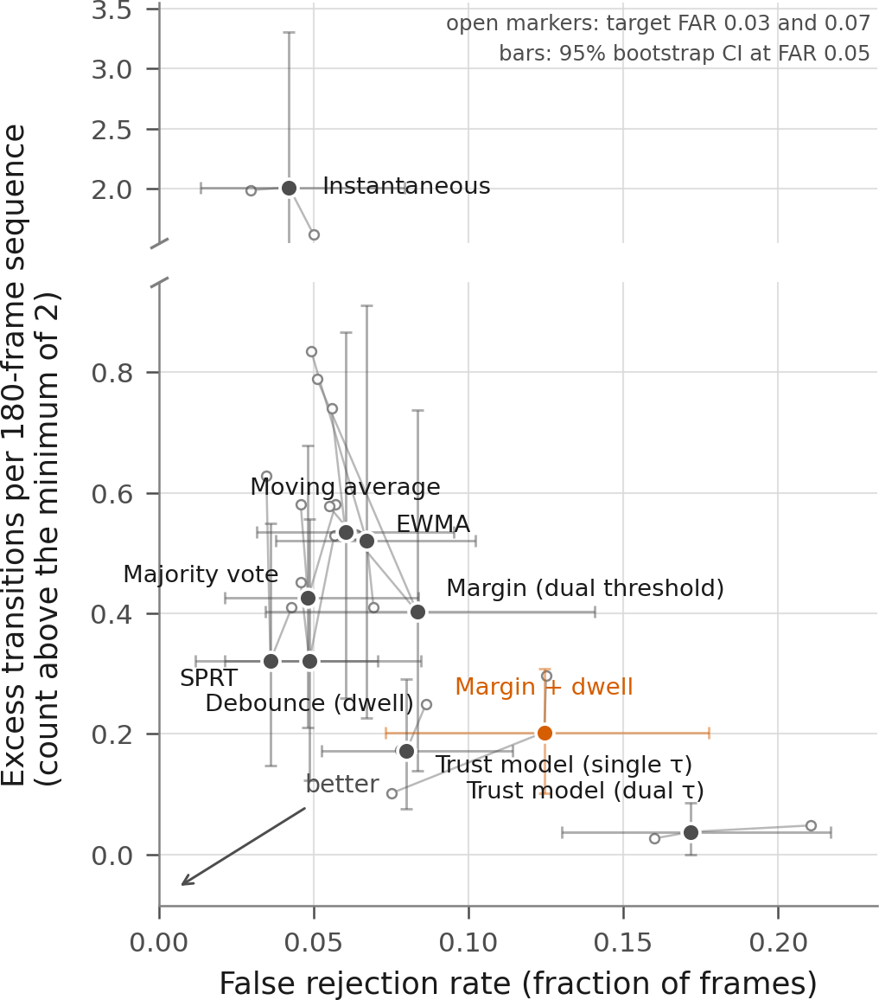 open markers: target FAR 0.03 and 0.07
bars: 95% bootstrap CI at FAR 0.05
3.5
3.0
2.5
2.0
Instantaneous
Excess transitions per 180-frame sequence
(count above the minimum of 2)
0.8
0.6
0.4
0.2
0.0
Moving average
EWMA
Majority vote
Margin (dual threshold)
SPRT
Debounce (dwell)
Margin + dwell
Trust model (single τ)
Trust model (dual τ)
better
0.00
0.05
0.10
0.15
0.20
False rejection rate (fraction of frames)